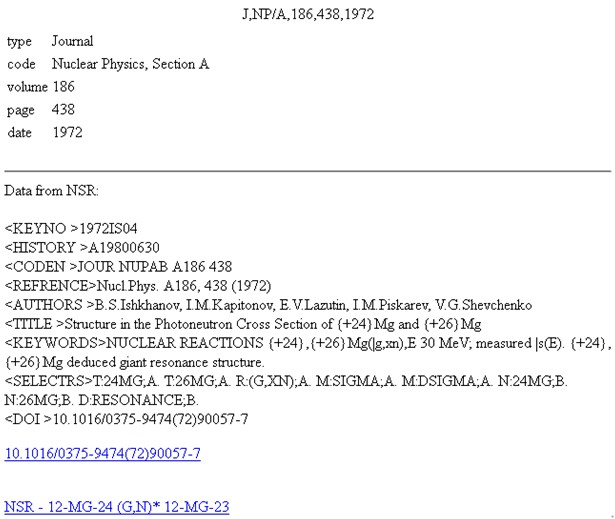 J,NP/A,186,438,1972
type Journal
code Nuclear Physics, Section A
volume 186
page 438
date 1972
Data from NSR:
<KEYNO >1972IS04
<HISTORY >A19800630
<CODEN >JOUR NUPAB A186 438
<REFRENCE>Nucl.Phys. A186, 438 (1972)
<AUTHORS >B.S.Ishkhanov, I.M.Kapitonov, E.V.Lazutin, I.M.Piskarev, V.G.Shevchenko
<TITLE >Structure in the Photoneutron Cross Section of {+24}Mg and {+26}Mg
<KEYWORDS>NUCLEAR REACTIONS {+24},{+26}Mg(|g,xn),E 30 MeV; measured |s(E). {+24},
{+26}Mg deduced giant resonance structure.
<SELECTRS>T:24MG;A. T:26MG;A. R:(G,XN);A. M:SIGMA;A. M:DSIGMA;A. N:24MG;B.
N:26MG;B. D:RESONANCE;B.
<DOI >10.1016/0375-9474(72)90057-7
10.1016/0375-9474(72)90057-7
NSR - 12-MG-24 (G,N)* 12-MG-23